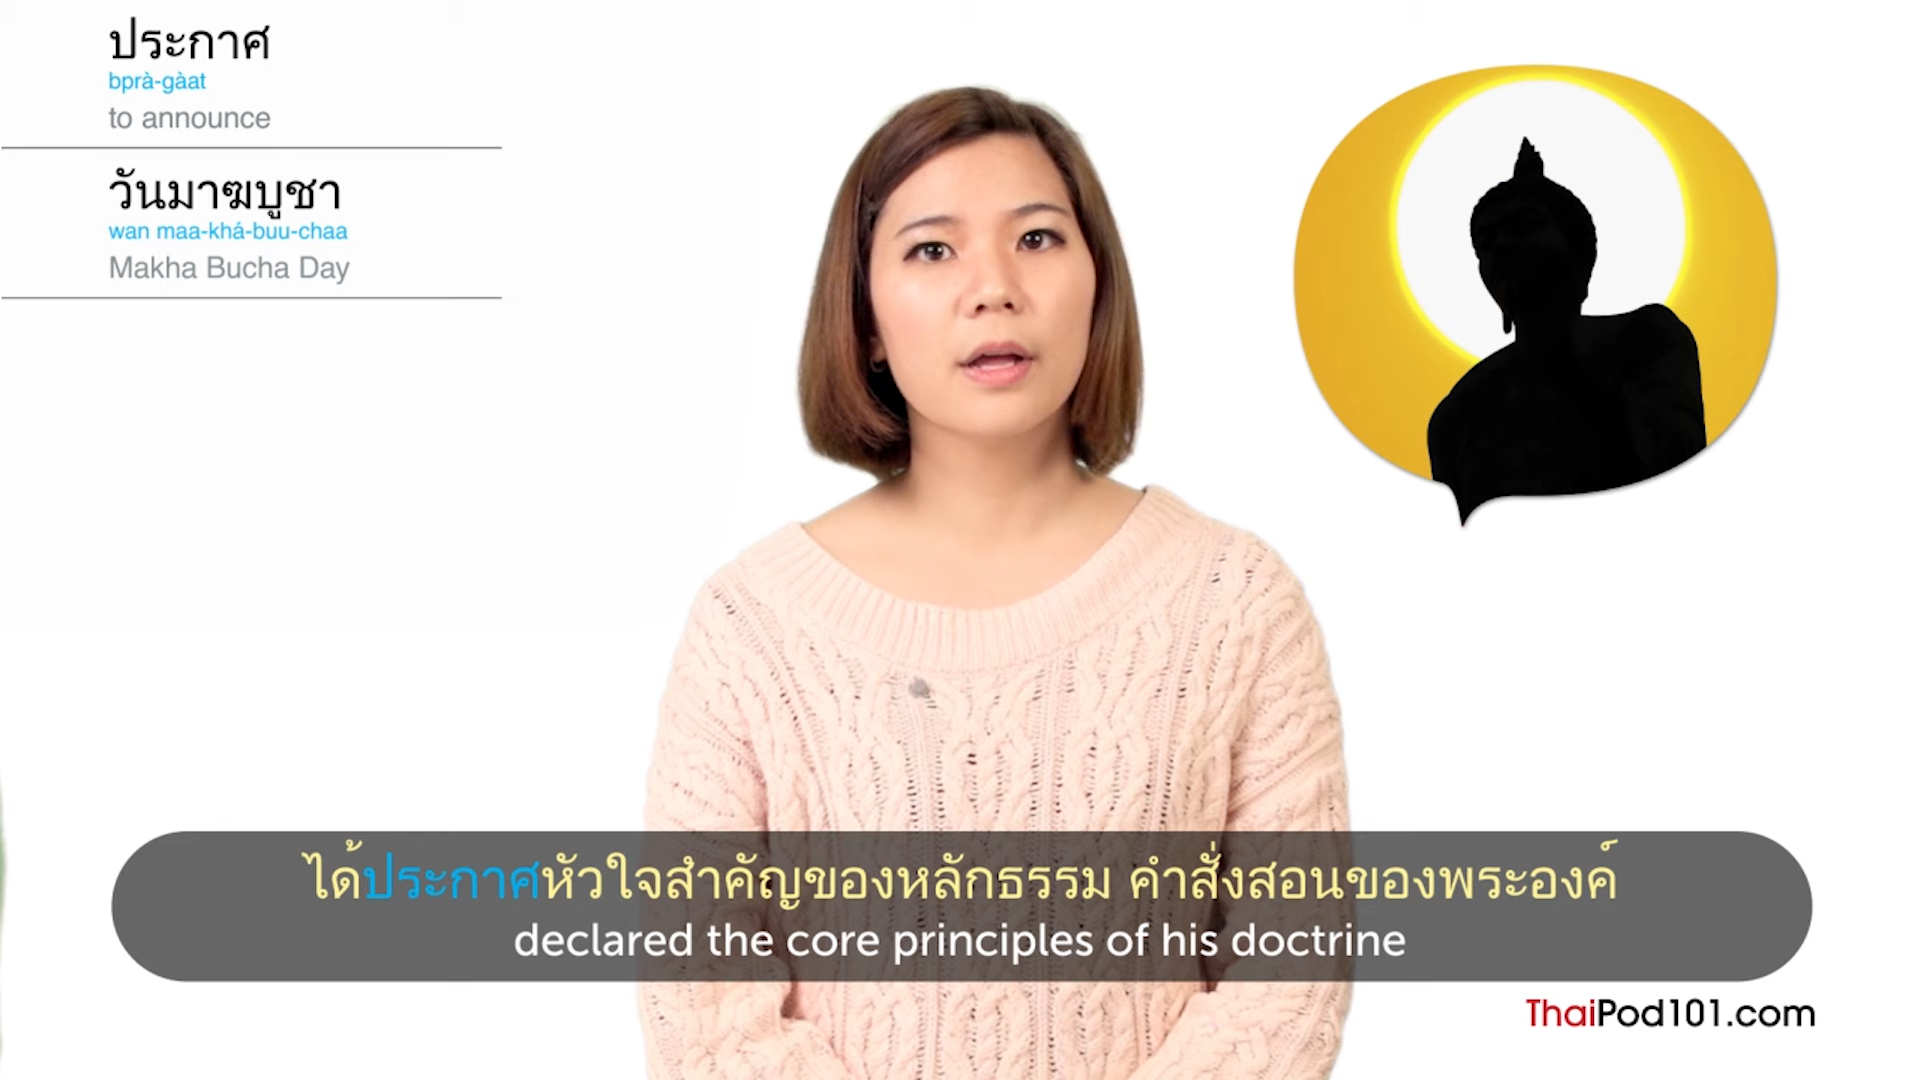 ประกาศ
bprà-gàat
to announce
วันมาฆบูชา
wan maa-khá-buu-chaa
Makha Bucha Day
ได้ประกาศหัวใจสำคัญของหลักธรรม คำสั่งสอนของพระองค์
declared the core principles of his doctrine
ThaiPod101.com